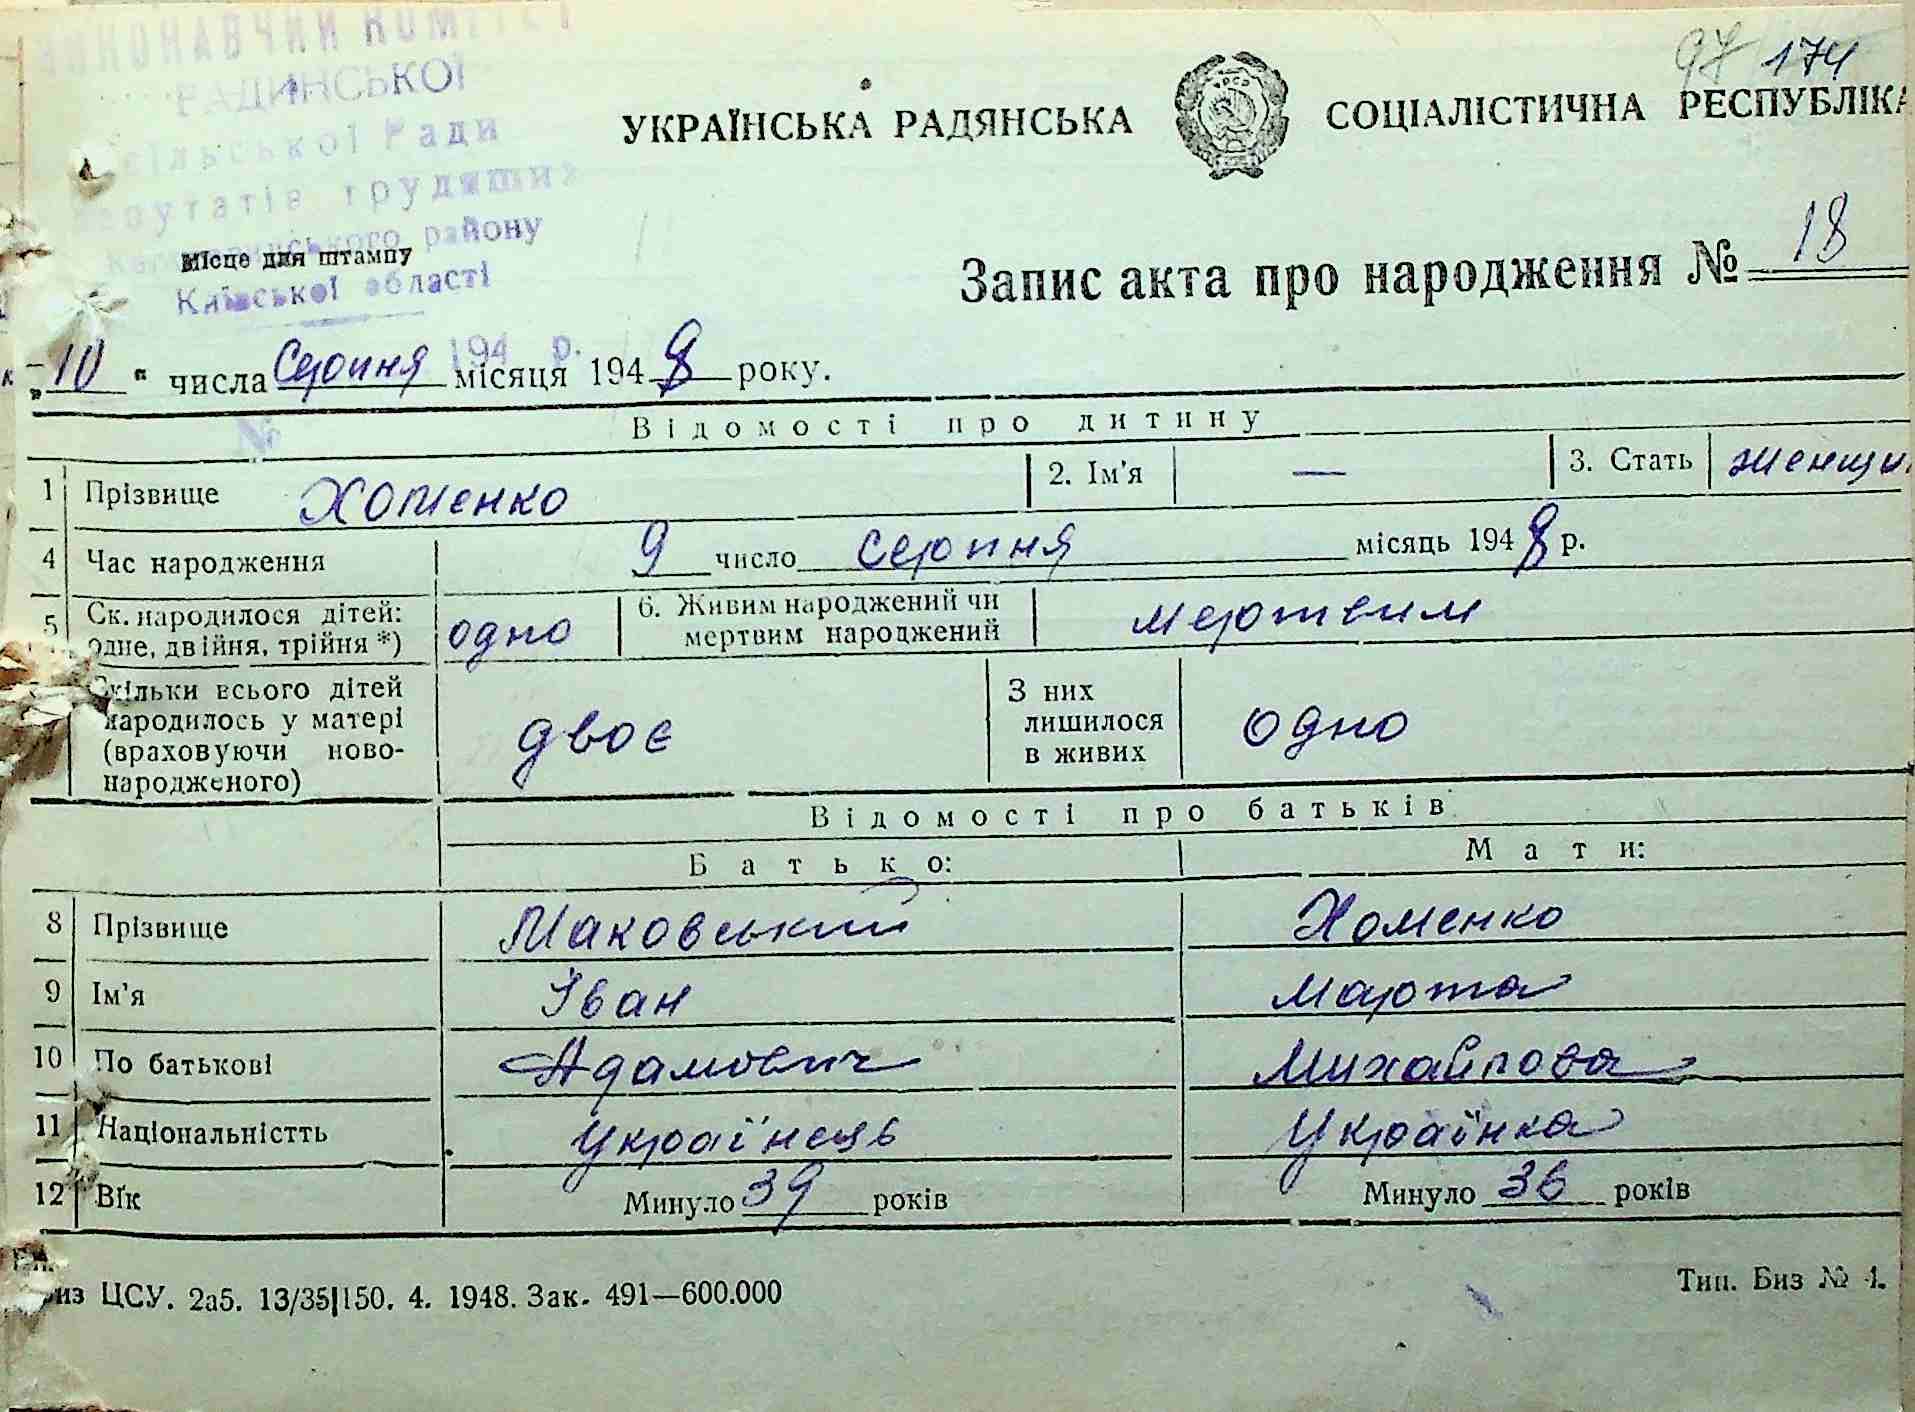 ВИКОНАВЧИЙ КОМІТЕТ
РАДИНСЬКОЇ
сільської Ради
депутатів трудящих
району
Київської області
194 р.
№
місце для штампу
97 174
УКРАЇНСЬКА РАДЯНСЬКА СОЦІАЛІСТИЧНА РЕСПУБЛІКА
Запис акта про народження № 18
„10“ числа Серпня місяця 1948 року.
Відомості про дитину
1 Прізвище Хоменко 2. Ім'я — 3. Стать женщи
4 Час народження 9 число Серпня місяць 1948 р.
5 Ск. народилося дітей: одне, двійня, трійня *) одно 6. Живим народжений чи мертвим народжений мертвим
Скільки всього дітей народилось у матері (враховуючи ново-народженого) двоє З них лишилося в живих одно
Відомості про батьків
Батько: Мати:
8 Прізвище Маковський Хоменко
9 Ім'я Іван Марта
10 По батькові Адамович Михайлова
11 Національністть Українець Українка
12 Вік Минуло 39 років Минуло 36 років
Биз ЦСУ. 2а5. 13/35|150. 4. 1948. Зак. 491—600.000 Тип. Биз № 1.